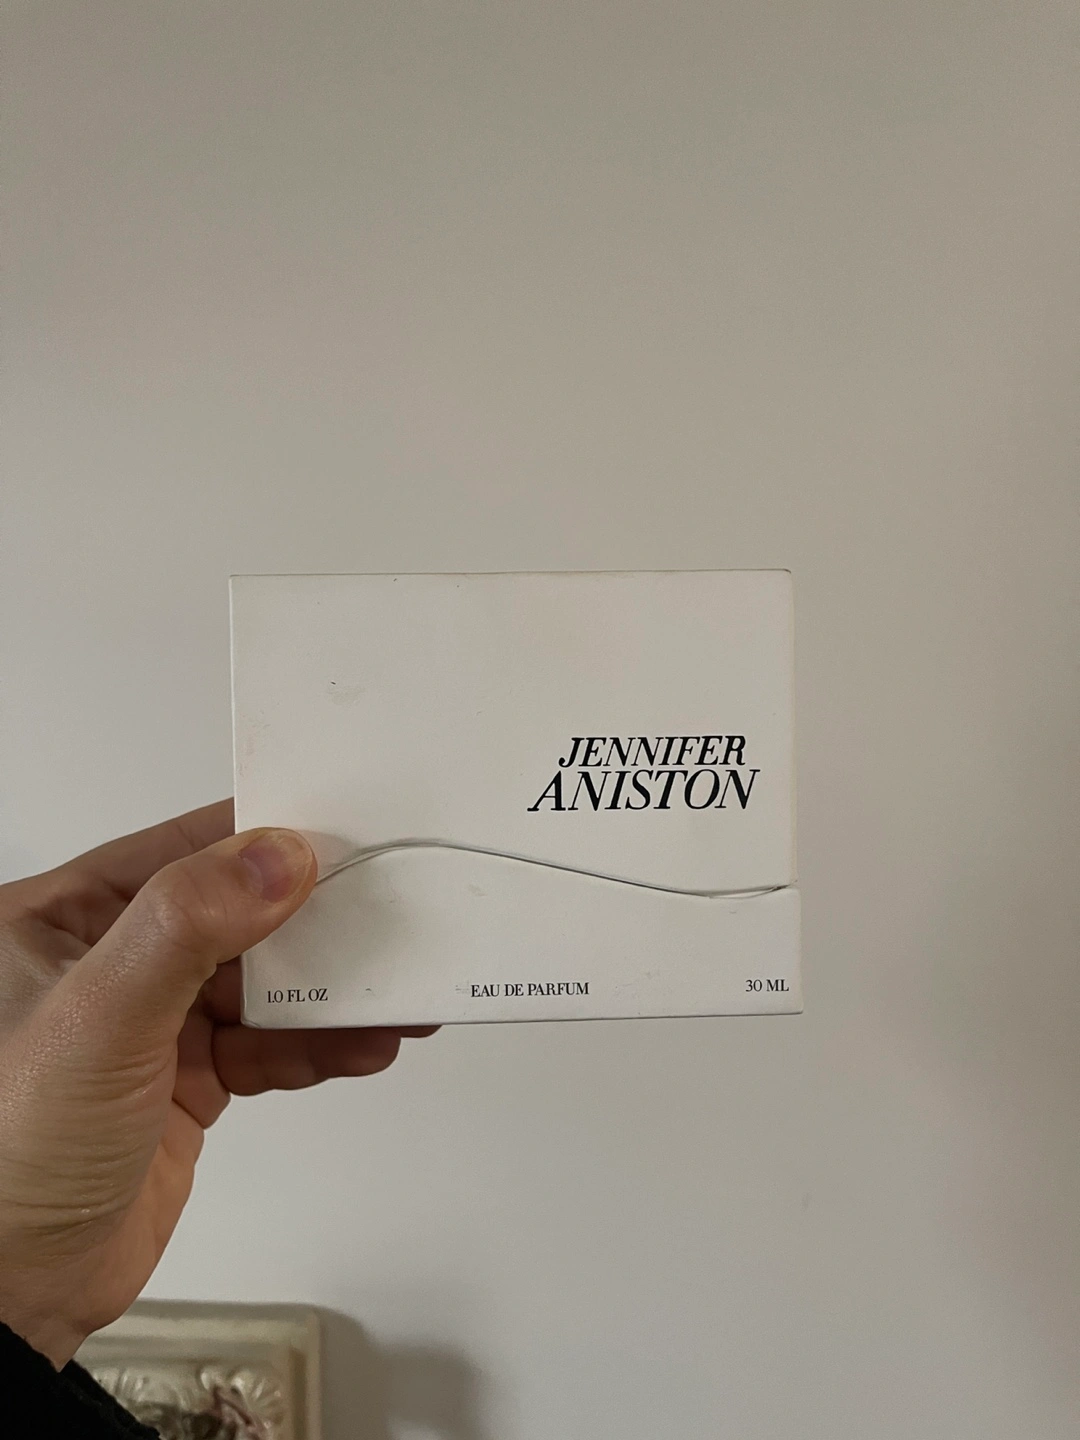 JENNIFER
ANISTON
1.0 FL OZ
EAU DE PARFUM
30 ML